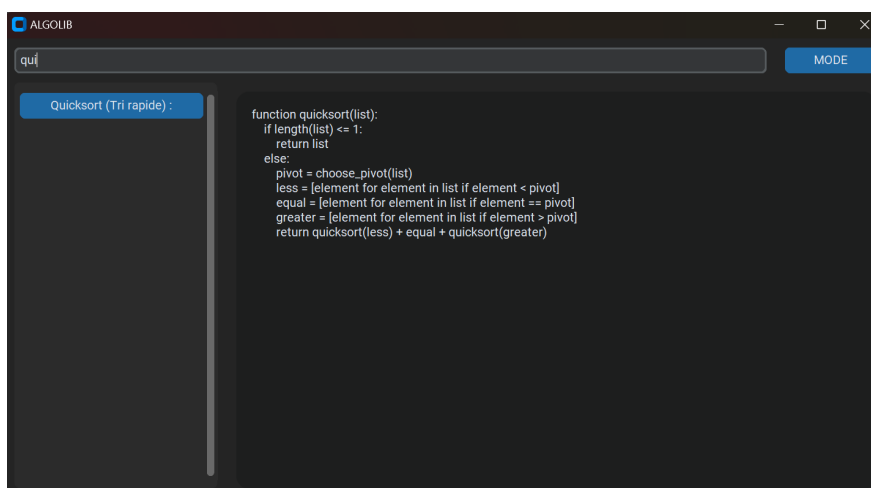 ALGOLIB
qui
MODE
Quicksort (Tri rapide) :
function quicksort(list):
if length(list) <= 1:
return list
else:
pivot = choose_pivot(list)
less = [element for element in list if element < pivot]
equal = [element for element in list if element == pivot]
greater = [element for element in list if element > pivot]
return quicksort(less) + equal + quicksort(greater)